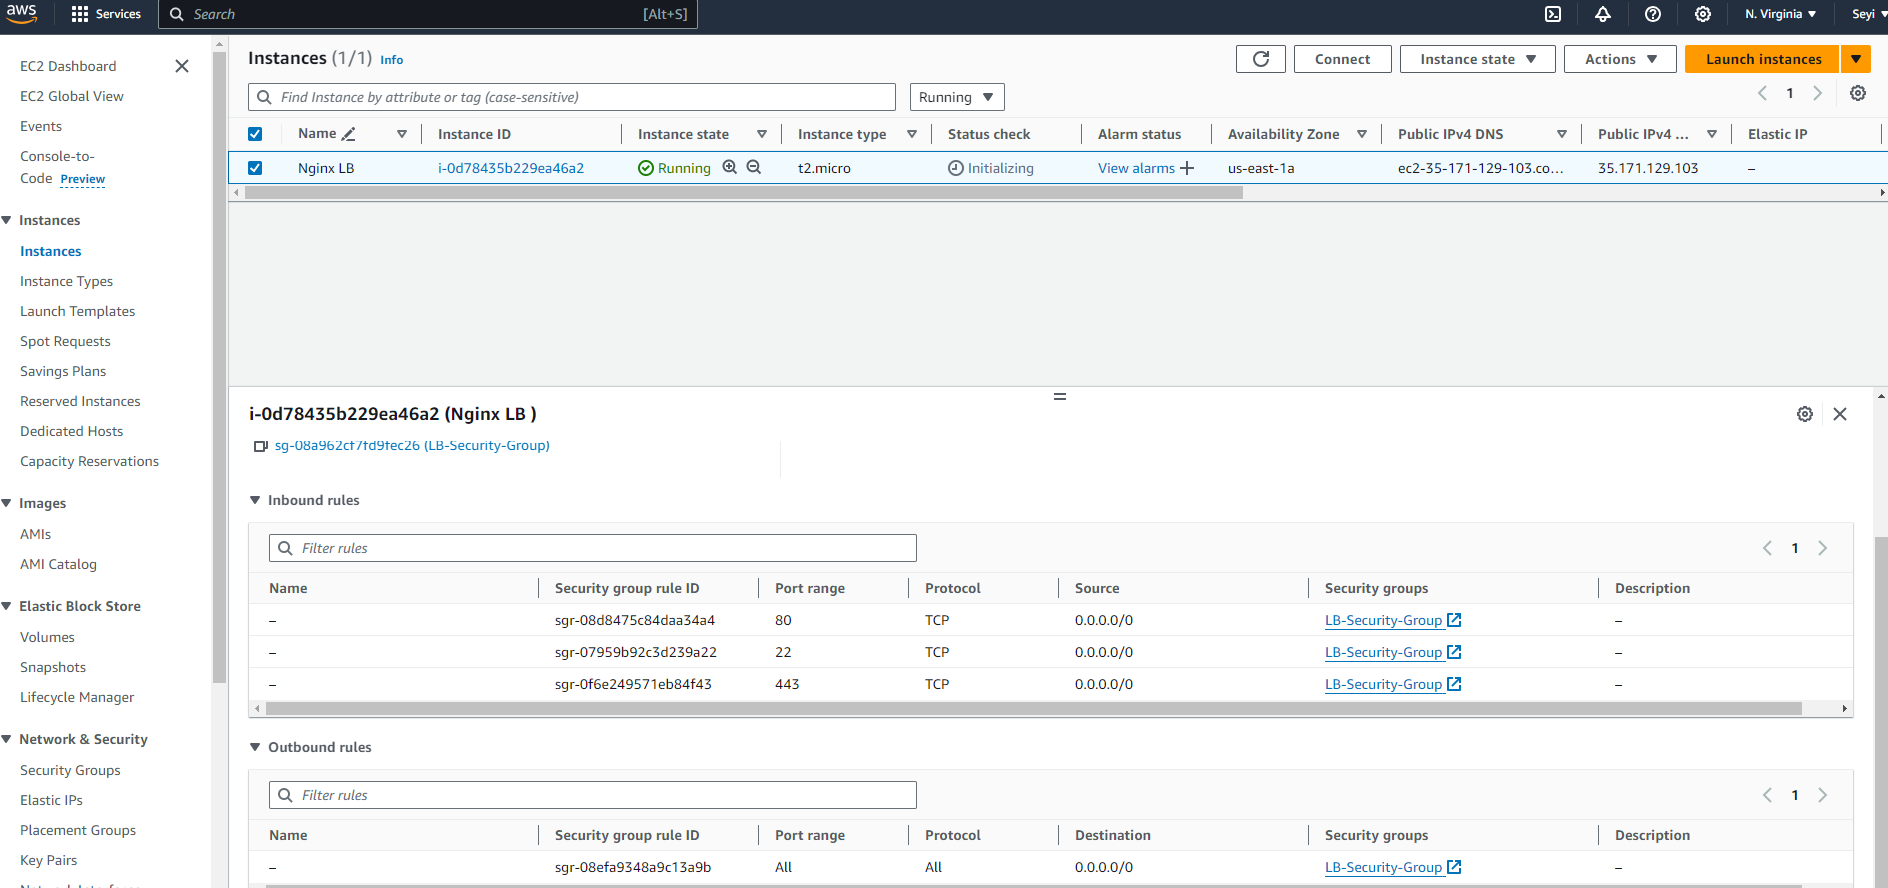 aws Services Search [Alt+S] N. Virginia Seyi
EC2 Dashboard
EC2 Global View
Events
Console-to-
Code Preview
Instances
Instances
Instance Types
Launch Templates
Spot Requests
Savings Plans
Reserved Instances
Dedicated Hosts
Capacity Reservations
Images
AMIs
AMI Catalog
Elastic Block Store
Volumes
Snapshots
Lifecycle Manager
Network & Security
Security Groups
Elastic IPs
Placement Groups
Key Pairs
Instances (1/1) Info Connect Instance state Actions Launch instances
Find Instance by attribute or tag (case-sensitive) Running 1
Name Instance ID Instance state Instance type Status check Alarm status Availability Zone Public IPv4 DNS Public IPv4 ... Elastic IP
Nginx LB i-0d78435b229ea46a2 Running t2.micro Initializing View alarms us-east-1a ec2-35-171-129-103.co... 35.171.129.103 –
i-0d78435b229ea46a2 (Nginx LB )
sg-08a962cf7fd9fec26 (LB-Security-Group)
Inbound rules
Filter rules 1
Name Security group rule ID Port range Protocol Source Security groups Description
– sgr-08d8475c84daa34a4 80 TCP 0.0.0.0/0 LB-Security-Group –
– sgr-07959b92c3d239a22 22 TCP 0.0.0.0/0 LB-Security-Group –
– sgr-0f6e249571eb84f43 443 TCP 0.0.0.0/0 LB-Security-Group –
Outbound rules
Filter rules 1
Name Security group rule ID Port range Protocol Destination Security groups Description
– sgr-08efa9348a9c13a9b All All 0.0.0.0/0 LB-Security-Group –